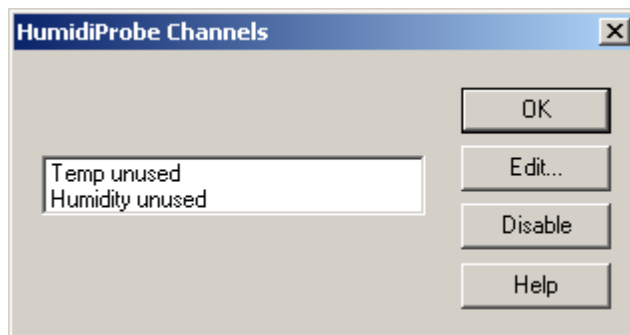 HumidiProbe Channels
Temp unused
Humidity unused
OK
Edit...
Disable
Help